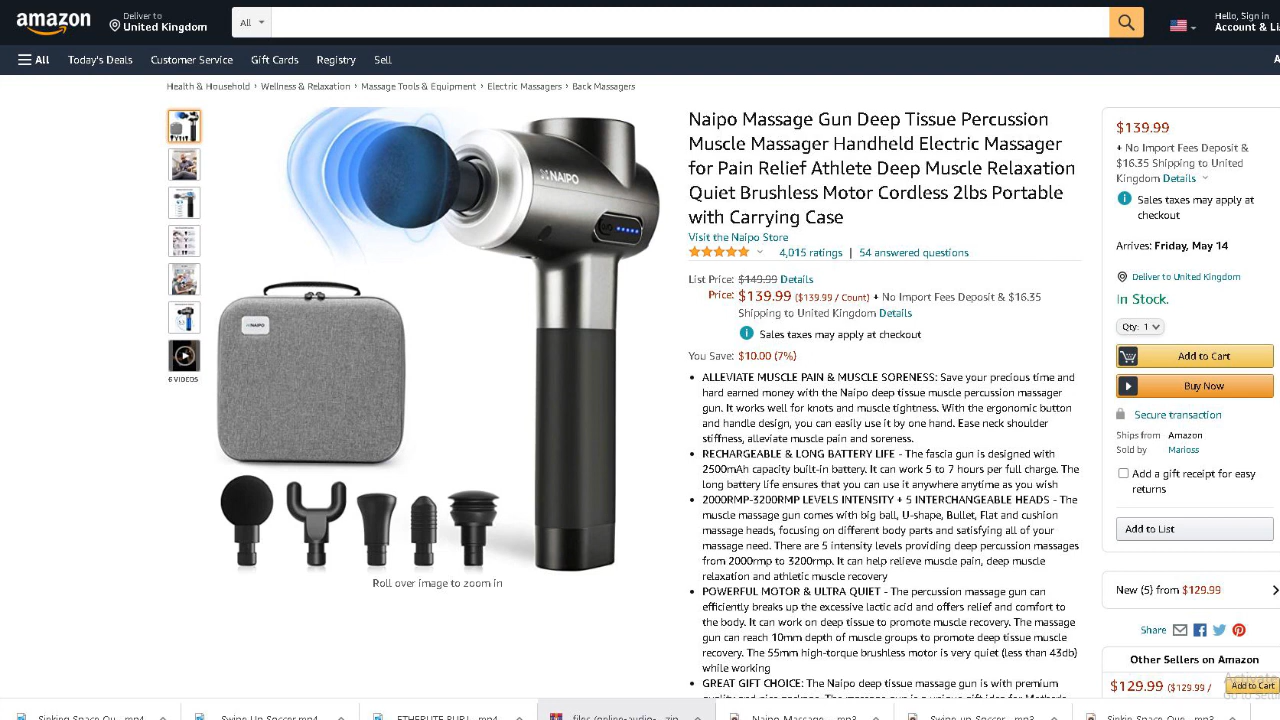 amazon
Deliver to
United Kingdom
All
Hello, Sign in
Account & Li
All
Today's Deals
Customer Service
Gift Cards
Registry
Sell
A
Health & Household › Wellness & Relaxation › Massage Tools & Equipment › Electric Massagers › Back Massagers
6 VIDEOS
NAIPO
NAIPO
Roll over image to zoom in
Naipo Massage Gun Deep Tissue Percussion
Muscle Massager Handheld Electric Massager
for Pain Relief Athlete Deep Muscle Relaxation
Quiet Brushless Motor Cordless 2lbs Portable
with Carrying Case
Visit the Naipo Store
4,015 ratings | 54 answered questions
List Price: $149.99 Details
Price: $139.99 ($139.99 / Count) + No Import Fees Deposit & $16.35
Shipping to United Kingdom Details
Sales taxes may apply at checkout
You Save: $10.00 (7%)
• ALLEVIATE MUSCLE PAIN & MUSCLE SORENESS: Save your precious time and
hard earned money with the Naipo deep tissue muscle percussion massager
gun. It works well for knots and muscle tightness. With the ergonomic button
and handle design, you can easily use it by one hand. Ease neck shoulder
stiffness, alleviate muscle pain and soreness.
• RECHARGEABLE & LONG BATTERY LIFE - The fascia gun is designed with
2500mAh capacity built-in battery. It can work 5 to 7 hours per full charge. The
long battery life ensures that you can use it anywhere anytime as you wish
• 2000RMP-3200RMP LEVELS INTENSITY + 5 INTERCHANGEABLE HEADS - The
muscle massage gun comes with big ball, U-shape, Bullet, Flat and cushion
massage heads, focusing on different body parts and satisfying all of your
massage need. There are 5 intensity levels providing deep percussion massages
from 2000rmp to 3200rmp. It can help relieve muscle pain, deep muscle
relaxation and athletic muscle recovery
• POWERFUL MOTOR & ULTRA QUIET - The percussion massage gun can
efficiently breaks up the excessive lactic acid and offers relief and comfort to
the body. It can work on deep tissue to promote muscle recovery. The massage
gun can reach 10mm depth of muscle groups to promote deep tissue muscle
recovery. The 55mm high-torque brushless motor is very quiet (less than 43db)
while working
• GREAT GIFT CHOICE: The Naipo deep tissue massage gun is with premium
$139.99
+ No Import Fees Deposit &
$16.35 Shipping to United
Kingdom Details
Sales taxes may apply at
checkout
Arrives: Friday, May 14
Deliver to United Kingdom
In Stock.
Qty: 1
Add to Cart
Buy Now
Secure transaction
Ships from Amazon
Sold by Marioss
Add a gift receipt for easy
returns
Add to List
New (5) from $129.99
Share
Other Sellers on Amazon
$129.99 ($129.99 /
Add to Cart